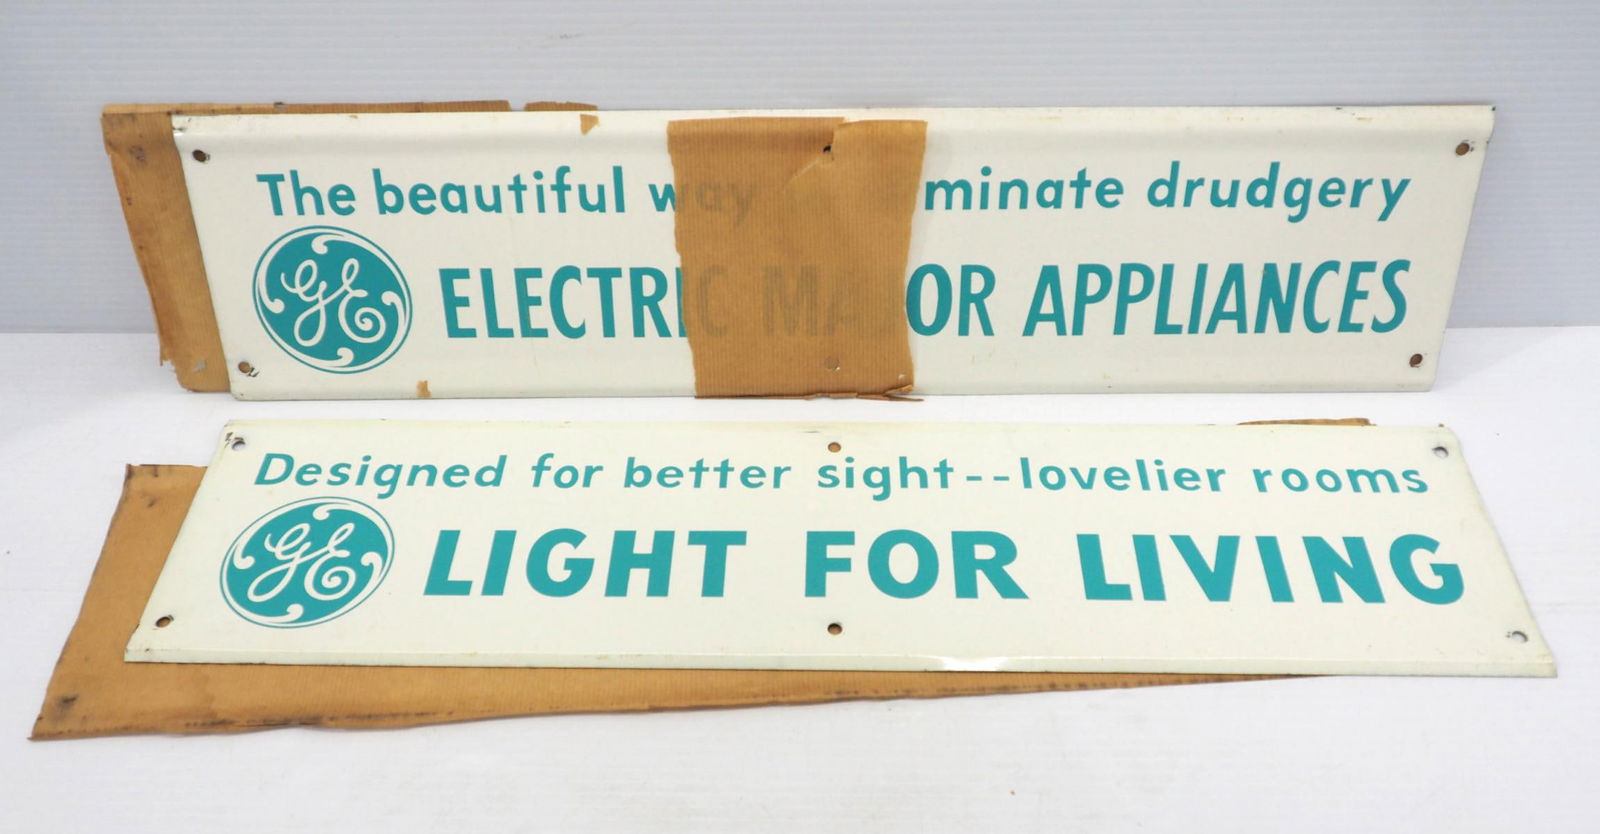 The beautiful way minate drudgery
GE ELECTRIC MAJOR APPLIANCES
Designed for better sight--lovelier rooms
GE LIGHT FOR LIVING